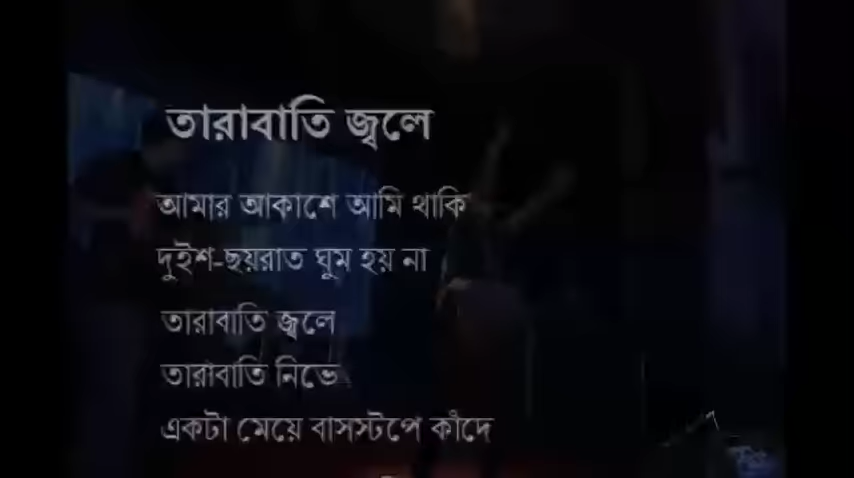 তারাবাতি জ্বলে
আমার আকাশে আমি থাকি
দুইশ-ছয়রাত ঘুম হয় না
তারাবাতি জ্বলে
তারাবাতি নিভে
একটা মেয়ে বাসস্টপে কাঁদে